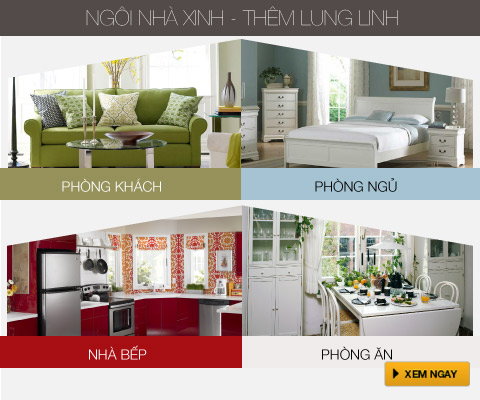 NGÔI NHÀ XINH - THÊM LUNG LINH
PHÒNG KHÁCH
PHÒNG NGỦ
NHÀ BẾP
PHÒNG ĂN
XEM NGAY